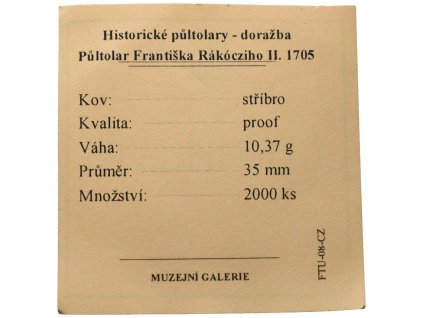 Historické půltolary - doražba
Půltolar Františka Rákócziho II. 1705
Kov: stříbro
Kvalita: proof
Váha: 10,37 g
Průměr: 35 mm
Množství: 2000 ks
MUZEJNÍ GALERIE
FTU-08-CZ